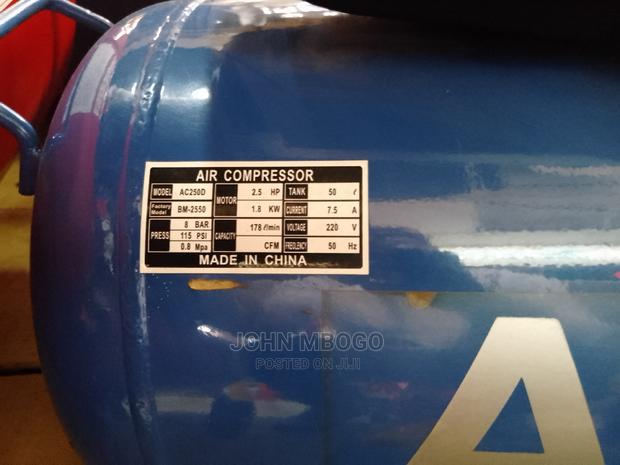 AIR COMPRESSOR
MODEL AC250D MOTOR 2.5 HP TANK 50 ℓ
Factory Model BM-2550 1.8 KW CURRENT 7.5 A
PRESS 8 BAR CAPACITY 178 ℓ/min VOLTAGE 220 V
115 PSI
0.8 Mpa CFM FREDLENCY 50 Hz
MADE IN CHINA
JOHN MBOGO
POSTED ON JIJI
A